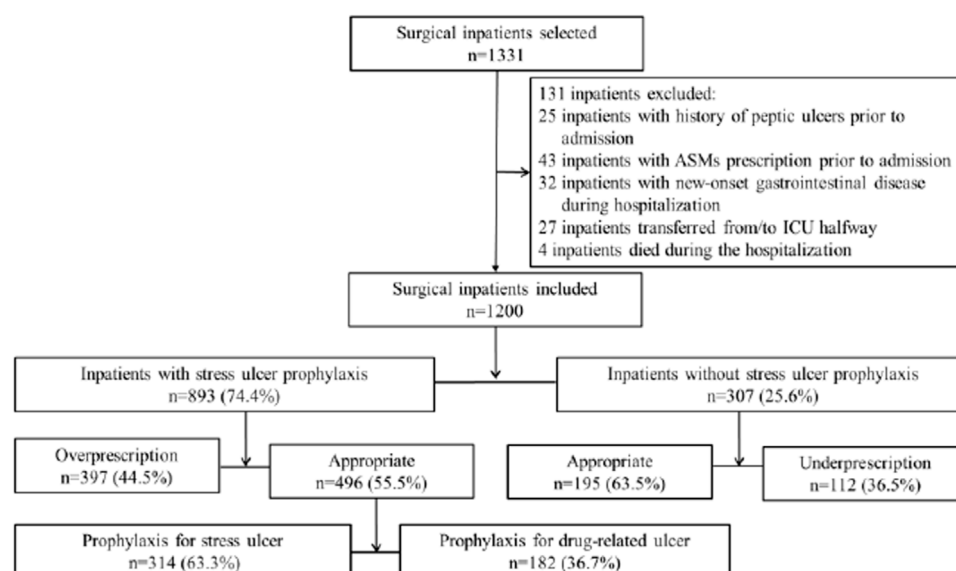 Surgical inpatients selected
n=1331
131 inpatients excluded:
25 inpatients with history of peptic ulcers prior to
admission
43 inpatients with ASMs prescription prior to admission
32 inpatients with new-onset gastrointestinal disease
during hospitalization
27 inpatients transferred from/to ICU halfway
4 inpatients died during the hospitalization
Surgical inpatients included
n=1200
Inpatients with stress ulcer prophylaxis
n=893 (74.4%)
Inpatients without stress ulcer prophylaxis
n=307 (25.6%)
Overprescription
n=397 (44.5%)
Appropriate
n=496 (55.5%)
Appropriate
n=195 (63.5%)
Underprescription
n=112 (36.5%)
Prophylaxis for stress ulcer
n=314 (63.3%)
Prophylaxis for drug-related ulcer
n=182 (36.7%)